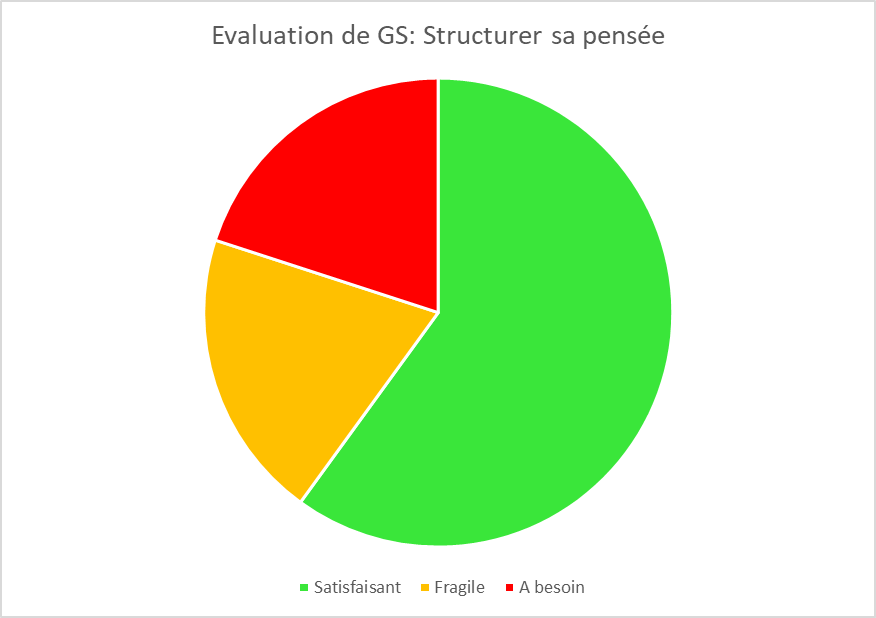 Evaluation de GS: Structurer sa pensée
Satisfaisant Fragile A besoin